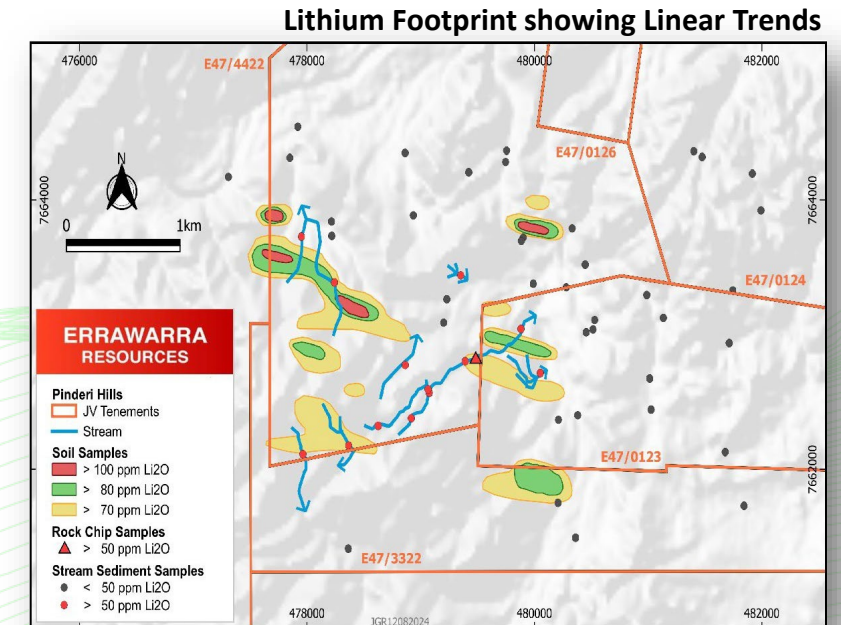 Lithium Footprint showing Linear Trends
476000
478000
480000
482000
E47/4422
E47/0126
N
0 1km
7664000
7664000
E47/0124
ERRAWARRA
RESOURCES
Pinderi Hills
JV Tenements
Stream
Soil Samples
> 100 ppm Li2O
> 80 ppm Li2O
> 70 ppm Li2O
Rock Chip Samples
> 50 ppm Li2O
Stream Sediment Samples
< 50 ppm Li2O
> 50 ppm Li2O
E47/0123
7662000
E47/3322
478000
480000
482000
IGR12082024